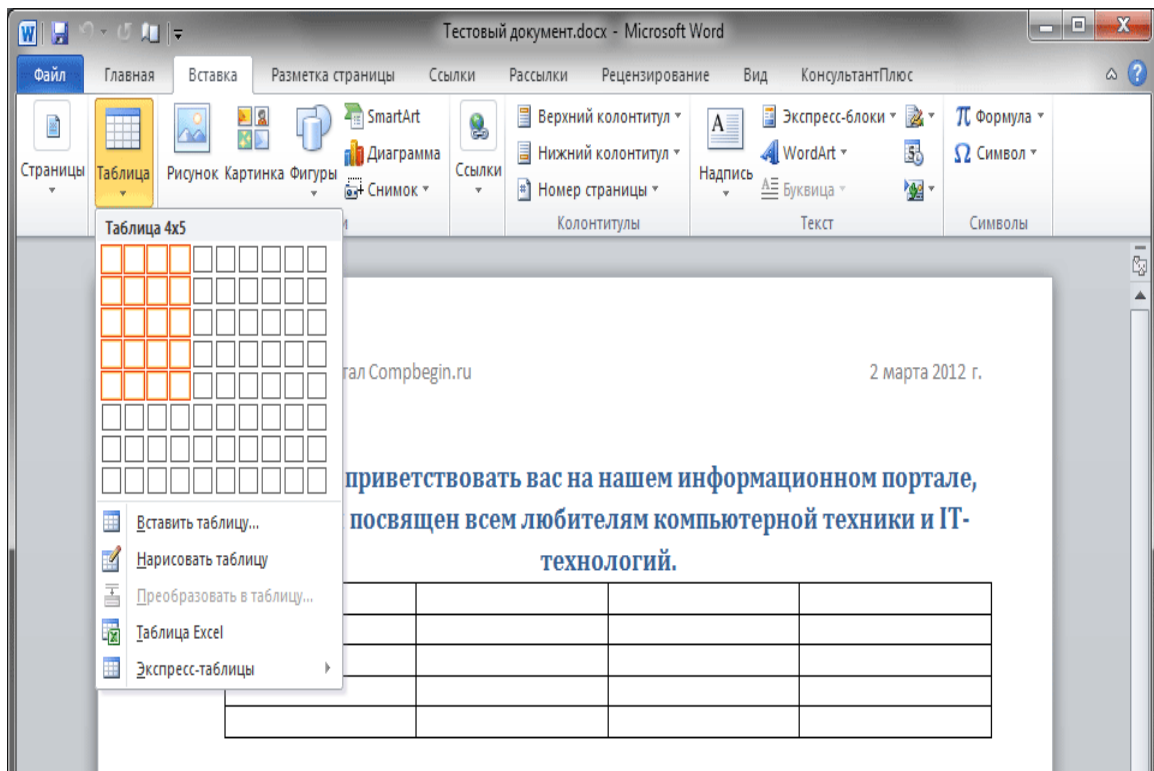 Тестовый документ.docx - Microsoft Word
Файл Главная Вставка Разметка страницы Ссылки Рассылки Рецензирование Вид КонсультантПлюс
Страницы
Таблица
Рисунок Картинка Фигуры
SmartArt
Диаграмма
Снимок
Ссылки
Верхний колонтитул
Нижний колонтитул
Номер страницы
Колонтитулы
Надпись
Экспресс-блоки
WordArt
Буквица
Текст
Формула
Символ
Символы
Таблица 4x5
Вставить таблицу...
Нарисовать таблицу
Преобразовать в таблицу...
Таблица Excel
Экспресс-таблицы
Compbegin.ru 2 марта 2012 г.
приветствовать вас на нашем информационном портале,
посвящен всем любителям компьютерной техники и IT-
технологий.